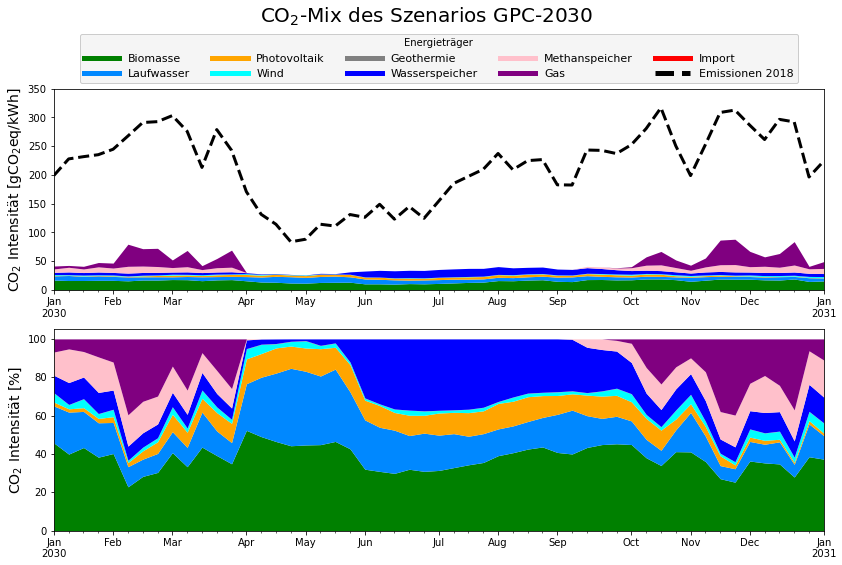 CO₂-Mix des Szenarios GPC-2030
Energieträger
Biomasse Photovoltaik Geothermie Methanspeicher Import
Laufwasser Wind Wasserspeicher Gas Emissionen 2018
CO₂ Intensität [gCO₂eq/kWh]
350
300
250
200
150
100
50
0
Jan Feb Mar Apr May Jun Jul Aug Sep Oct Nov Dec Jan
2030 2031
CO₂ Intensität [%]
100
80
60
40
20
0
Jan Feb Mar Apr May Jun Jul Aug Sep Oct Nov Dec Jan
2030 2031